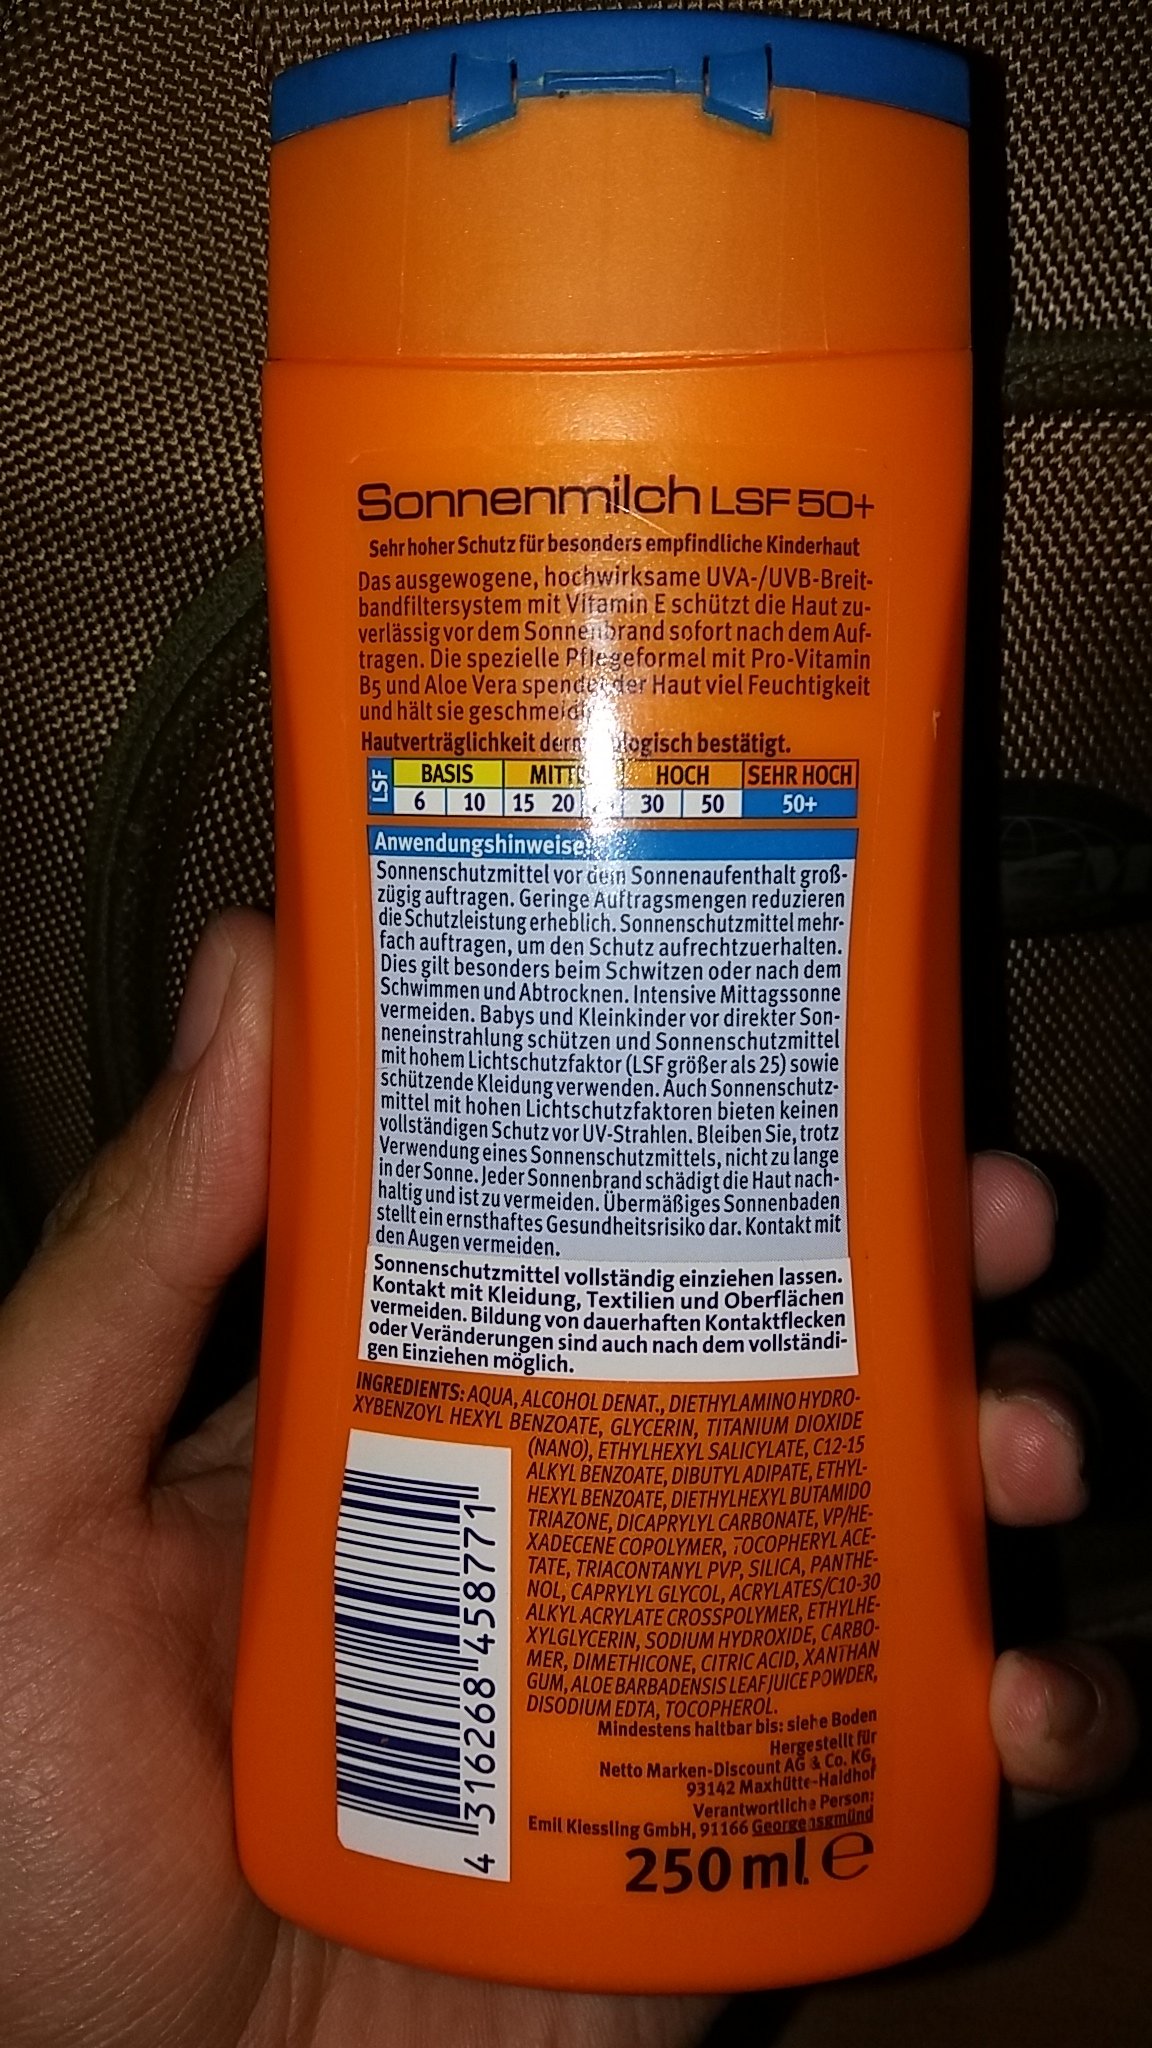 Sonnenmilch LSF 50+
Sehr hoher Schutz für besonders empfindliche Kinderhaut
Das ausgewogene, hochwirksame UVA-/UVB-Breit-
bandfiltersystem mit Vitamin E schützt die Haut zu-
verlässig vor dem Sonnenbrand sofort nach dem Auf-
tragen. Die spezielle Pflegeformel mit Pro-Vitamin
B5 und Aloe Vera spendet der Haut viel Feuchtigkeit
und hält sie geschmeidig
Hautverträglichkeit dermatologisch bestätigt.
LSF
BASIS MITTEL HOCH SEHR HOCH
6 10 15 20 30 50 50+
Anwendungshinweise:
Sonnenschutzmittel vor dem Sonnenaufenthalt groß-
zügig auftragen. Geringe Auftragsmengen reduzieren
die Schutzleistung erheblich. Sonnenschutzmittel mehr-
fach auftragen, um den Schutz aufrechtzuerhalten.
Dies gilt besonders beim Schwitzen oder nach dem
Schwimmen und Abtrocknen. Intensive Mittagssonne
vermeiden. Babys und Kleinkinder vor direkter Son-
neneinstrahlung schützen und Sonnenschutzmittel
mit hohem Lichtschutzfaktor (LSF größer als 25) sowie
schützende Kleidung verwenden. Auch Sonnenschutz-
mittel mit hohen Lichtschutzfaktoren bieten keinen
vollständigen Schutz vor UV-Strahlen. Bleiben Sie, trotz
Verwendung eines Sonnenschutzmittels, nicht zu lange
in der Sonne. Jeder Sonnenbrand schädigt die Haut nach-
haltig und ist zu vermeiden. Übermäßiges Sonnenbaden
stellt ein ernsthaftes Gesundheitsrisiko dar. Kontakt mit
den Augen vermeiden.
Sonnenschutzmittel vollständig einziehen lassen.
Kontakt mit Kleidung, Textilien und Oberflächen
vermeiden. Bildung von dauerhaften Kontaktflecken
oder Veränderungen sind auch nach dem vollständi-
gen Einziehen möglich.
INGREDIENTS: AQUA, ALCOHOL DENAT., DIETHYLAMINO HYDRO-
XYBENZOYL HEXYL BENZOATE, GLYCERIN, TITANIUM DIOXIDE
(NANO), ETHYLHEXYL SALICYLATE, C12-15
ALKYL BENZOATE, DIBUTYL ADIPATE, ETHYL-
HEXYL BENZOATE, DIETHYLHEXYL BUTAMIDO
TRIAZONE, DICAPRYLYL CARBONATE, VP/HE-
XADECENE COPOLYMER, TOCOPHERYL ACE-
TATE, TRIACONTANYL PVP, SILICA, PANTHE-
NOL, CAPRYLYL GLYCOL, ACRYLATES/C10-30
ALKYL ACRYLATE CROSSPOLYMER, ETHYLHE-
XYLGLYCERIN, SODIUM HYDROXIDE, CARBO-
MER, DIMETHICONE, CITRIC ACID, XANTHAN
GUM, ALOE BARBADENSIS LEAF JUICE POWDER,
DISODIUM EDTA, TOCOPHEROL.
Mindestens haltbar bis: siehe Boden
Hergestellt für
Netto Marken-Discount AG & Co. KG,
93142 Maxhütte-Haidhof
Verantwortliche Person:
Emil Kiessling GmbH, 91166 Georgensgmünd
250 ml e
4 316268 458771